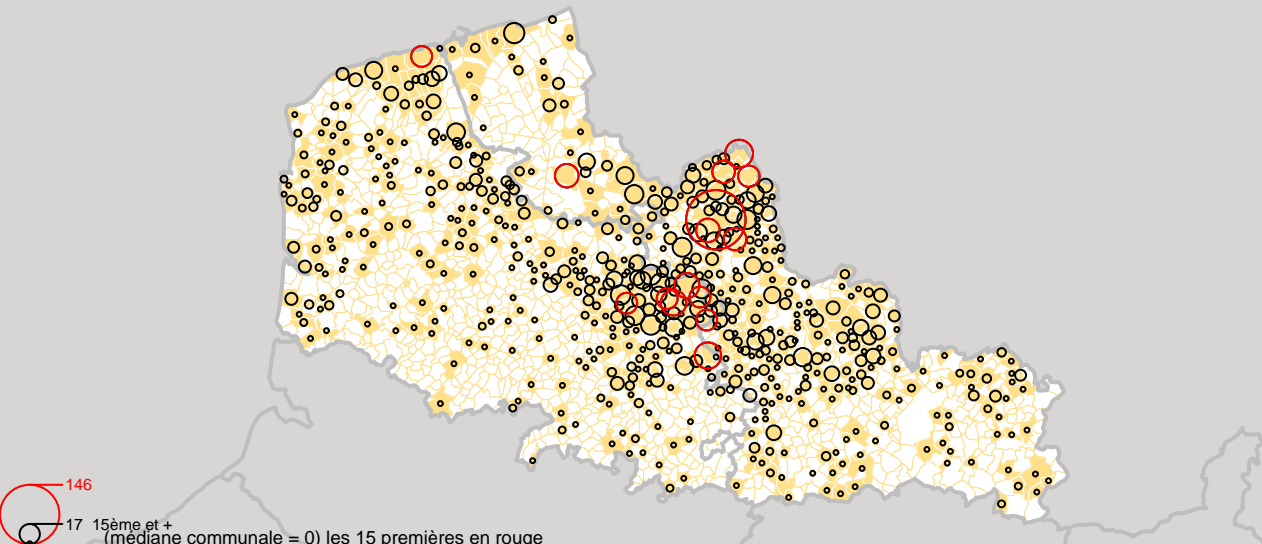 146
17 15ème et +
(médiane communale = 0) les 15 premières en rouge